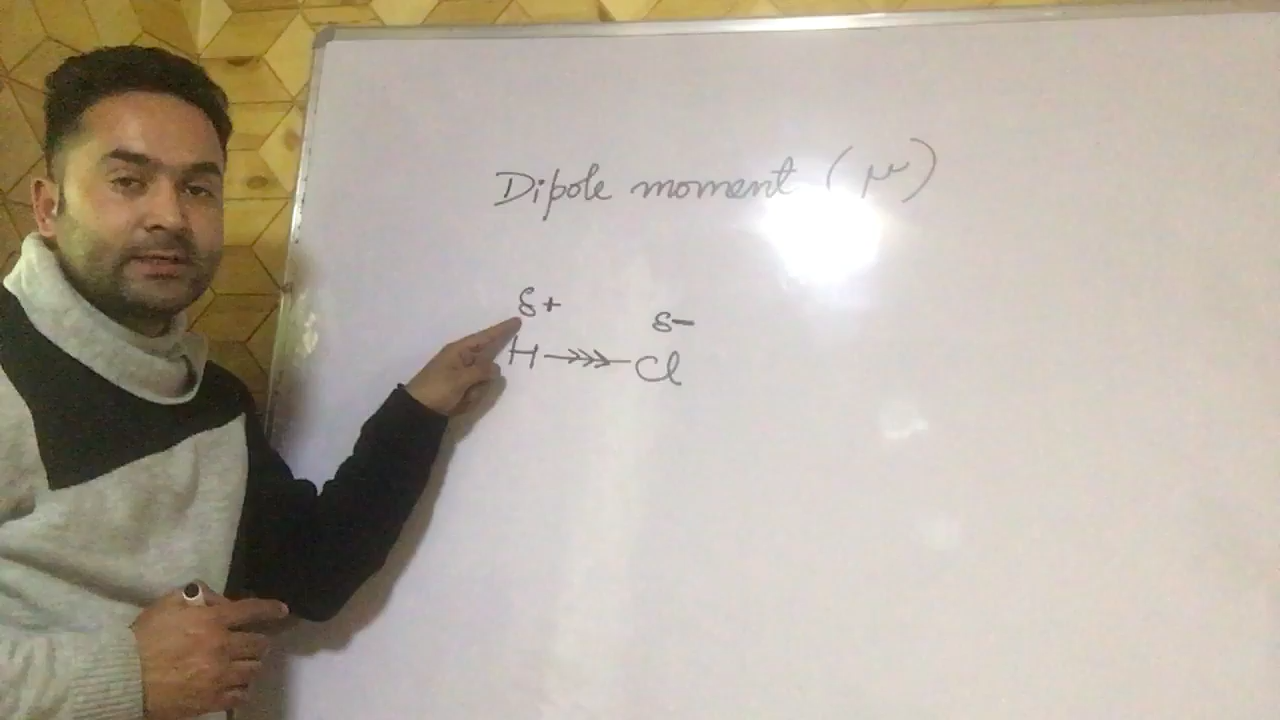 Dipole moment (μ)
δ+ δ-
H →>>- Cl